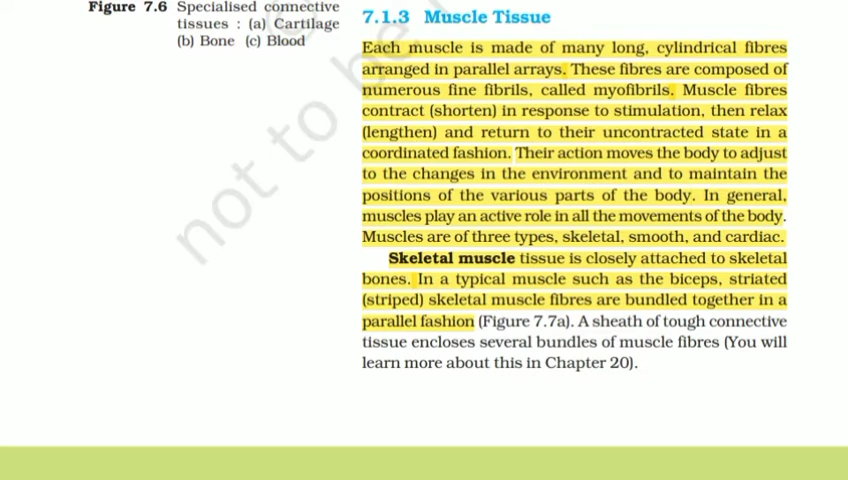 Figure 7.6 Specialised connective
tissues : (a) Cartilage
(b) Bone (c) Blood
7.1.3 Muscle Tissue
Each muscle is made of many long, cylindrical fibres
arranged in parallel arrays. These fibres are composed of
numerous fine fibrils, called myofibrils. Muscle fibres
contract (shorten) in response to stimulation, then relax
(lengthen) and return to their uncontracted state in a
coordinated fashion. Their action moves the body to adjust
to the changes in the environment and to maintain the
positions of the various parts of the body. In general,
muscles play an active role in all the movements of the body.
Muscles are of three types, skeletal, smooth, and cardiac.
Skeletal muscle tissue is closely attached to skeletal
bones. In a typical muscle such as the biceps, striated
(striped) skeletal muscle fibres are bundled together in a
parallel fashion (Figure 7.7a). A sheath of tough connective
tissue encloses several bundles of muscle fibres (You will
learn more about this in Chapter 20).
not to be